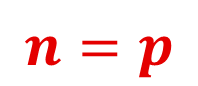 n = p